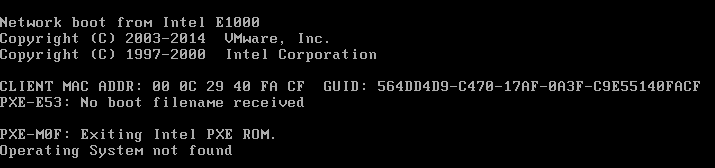 Network boot from Intel E1000
Copyright (C) 2003-2014  VMware, Inc.
Copyright (C) 1997-2000  Intel Corporation
CLIENT MAC ADDR: 00 0C 29 40 FA CF  GUID: 564DD4D9-C470-17AF-0A3F-C9E55140FACF
PXE-E53: No boot filename received
PXE-M0F: Exiting Intel PXE ROM.
Operating System not found